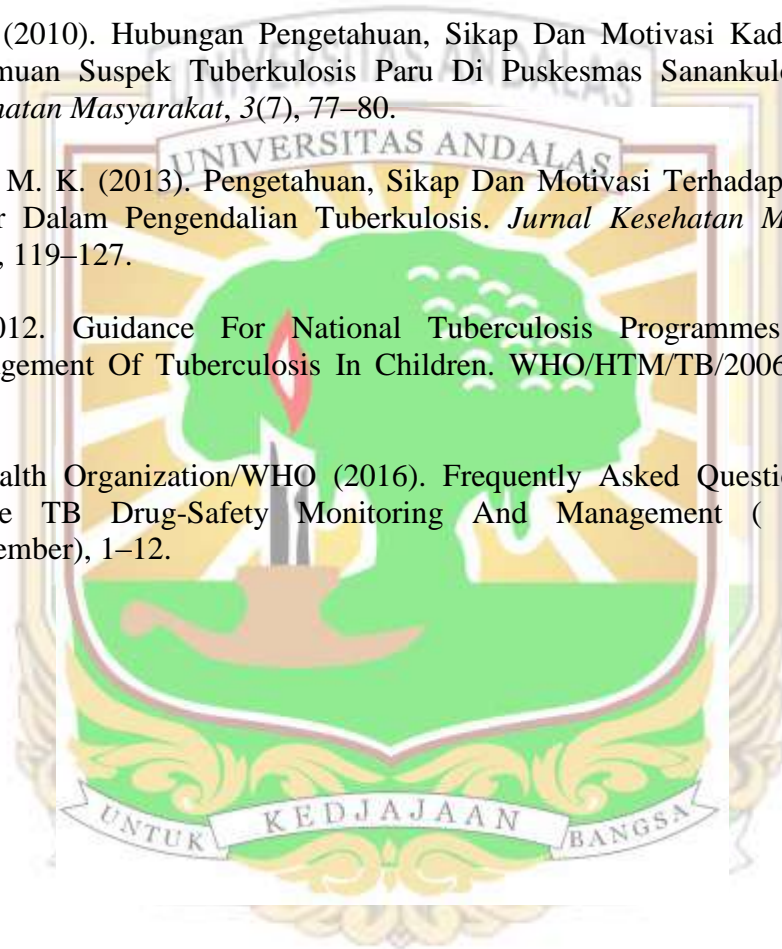 (2010). Hubungan Pengetahuan, Sikap Dan Motivasi Kad
muan Suspek Tuberkulosis Paru Di Puskesmas Sanankul
hatan Masyarakat, 3(7), 77–80.
UNIVERSITAS ANDALAS
M. K. (2013). Pengetahuan, Sikap Dan Motivasi Terhadap
r Dalam Pengendalian Tuberkulosis. Jurnal Kesehatan M
, 119–127.
012. Guidance For National Tuberculosis Programmes
gement Of Tuberculosis In Children. WHO/HTM/TB/2006
alth Organization/WHO (2016). Frequently Asked Questi
e TB Drug-Safety Monitoring And Management (
ember), 1–12.
UNTUK KEDJAJAAN BANGSA